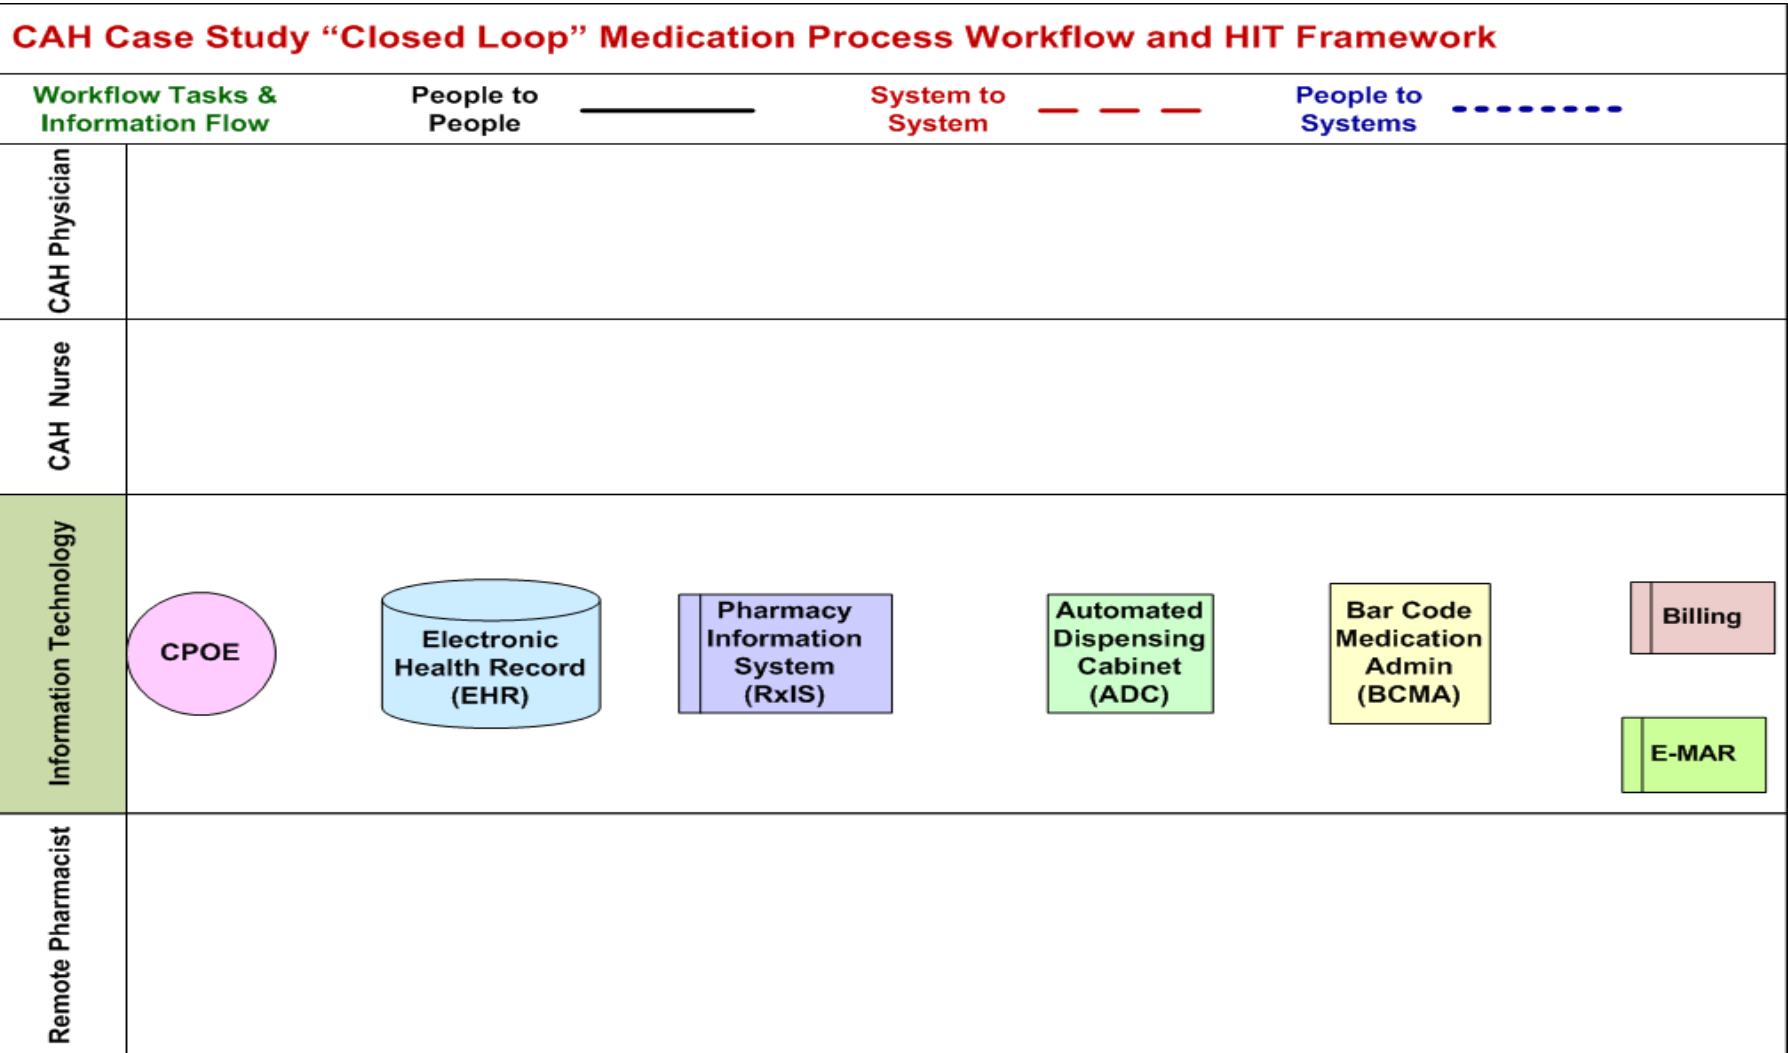 CAH Case Study “Closed Loop” Medication Process Workflow and HIT Framework
Workflow Tasks &
Information Flow
People to
People
System to
System
People to
Systems
CAH Physician
CAH Nurse
Information Technology
CPOE
Electronic
Health Record
(EHR)
Pharmacy
Information
System
(RxIS)
Automated
Dispensing
Cabinet
(ADC)
Bar Code
Medication
Admin
(BCMA)
Billing
E-MAR
Remote Pharmacist